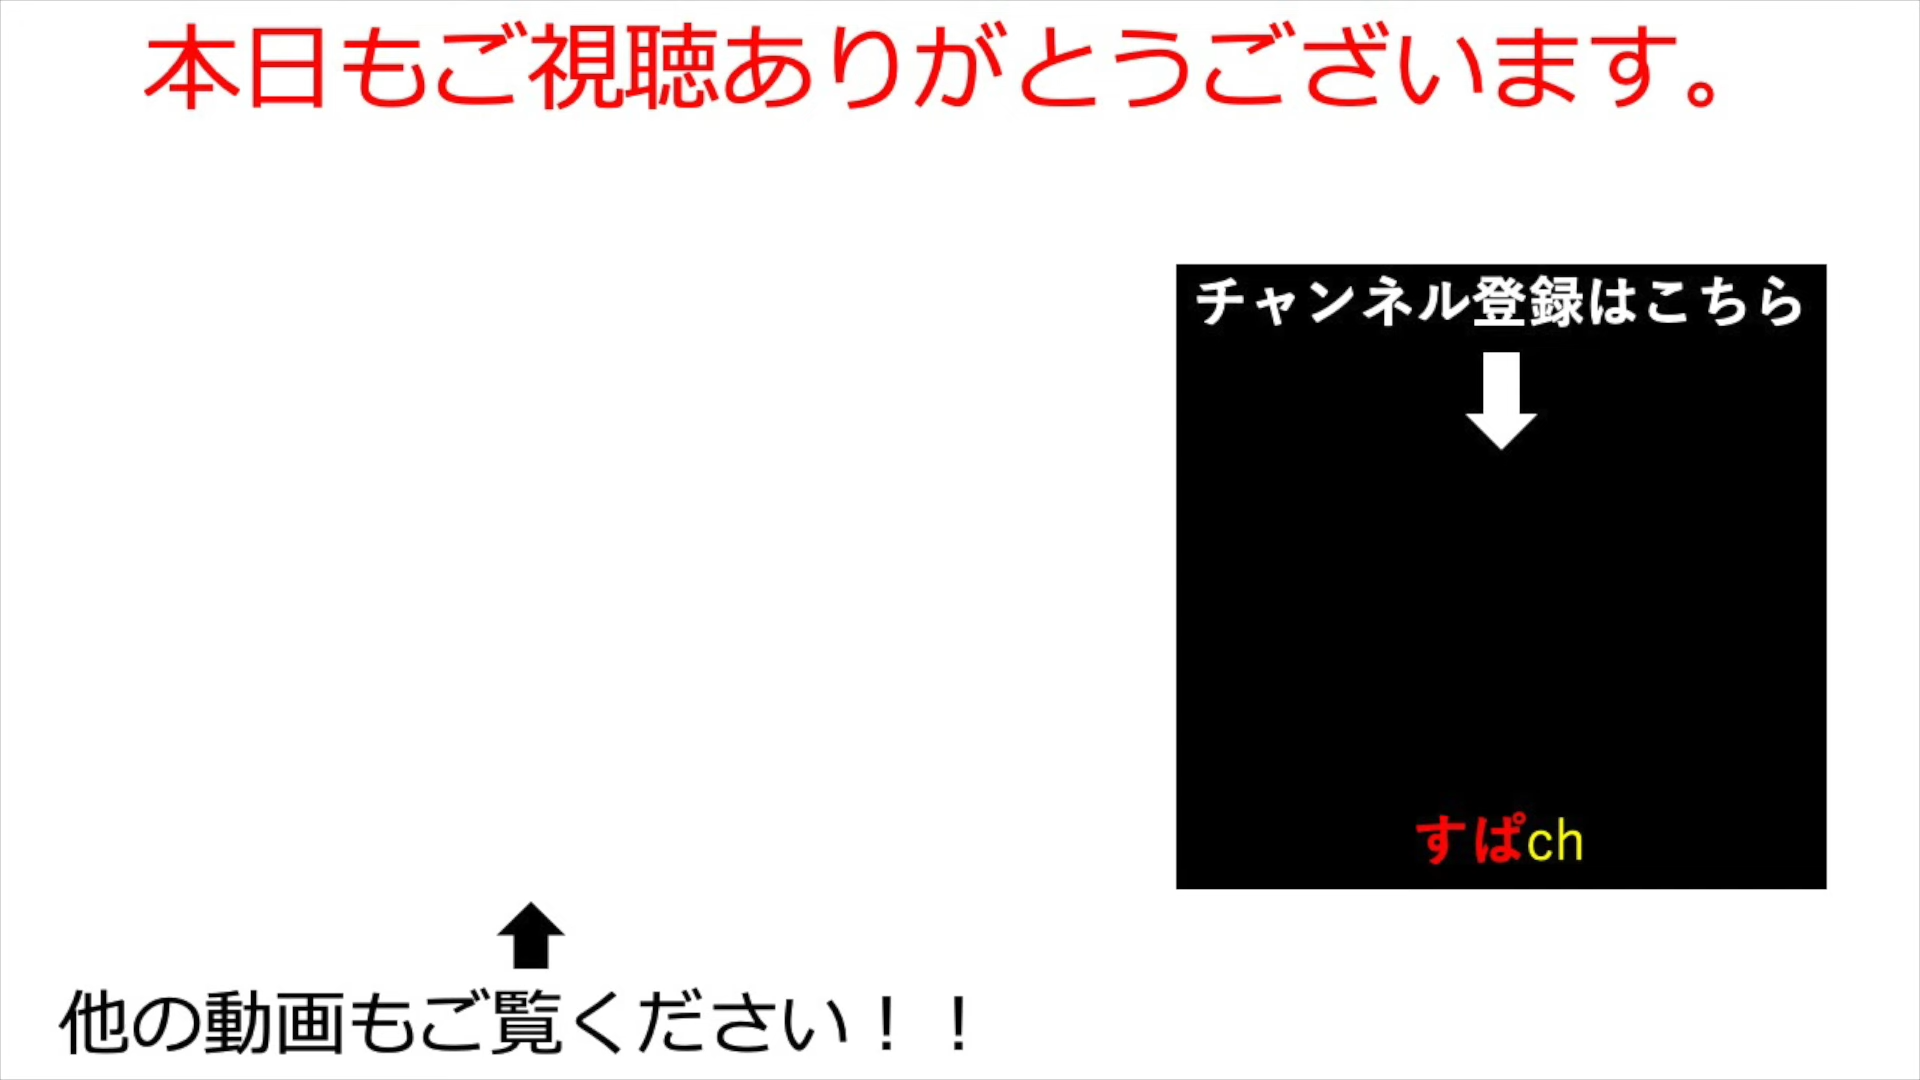 本日もご視聴ありがとうございます。
チャンネル登録はこちら
すぱch
他の動画もご覧ください！！